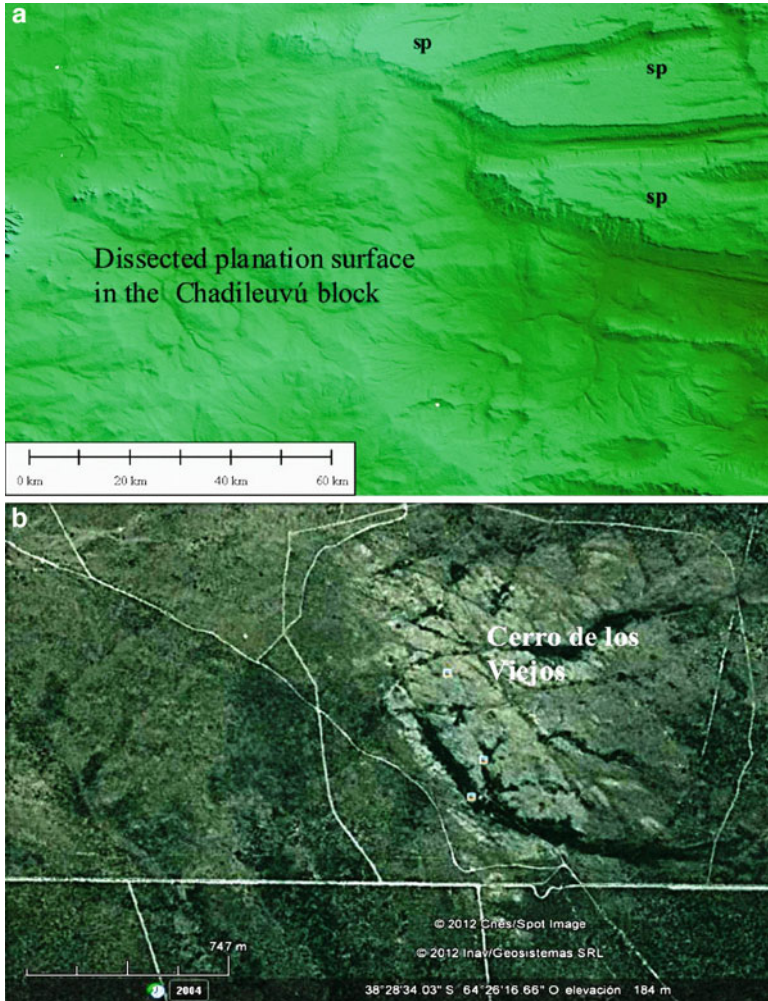 a
sp
sp
sp
Dissected planation surface
in the Chadileuvú block
0 km 20 km 40 km 60 km
b
Cerro de los
Viejos
© 2012 Cnes/Spot Image
© 2012 Inav/Geosistemas SRL
747 m
2004
38°28'34.03" S 64°26'16.66" O elevación 184 m